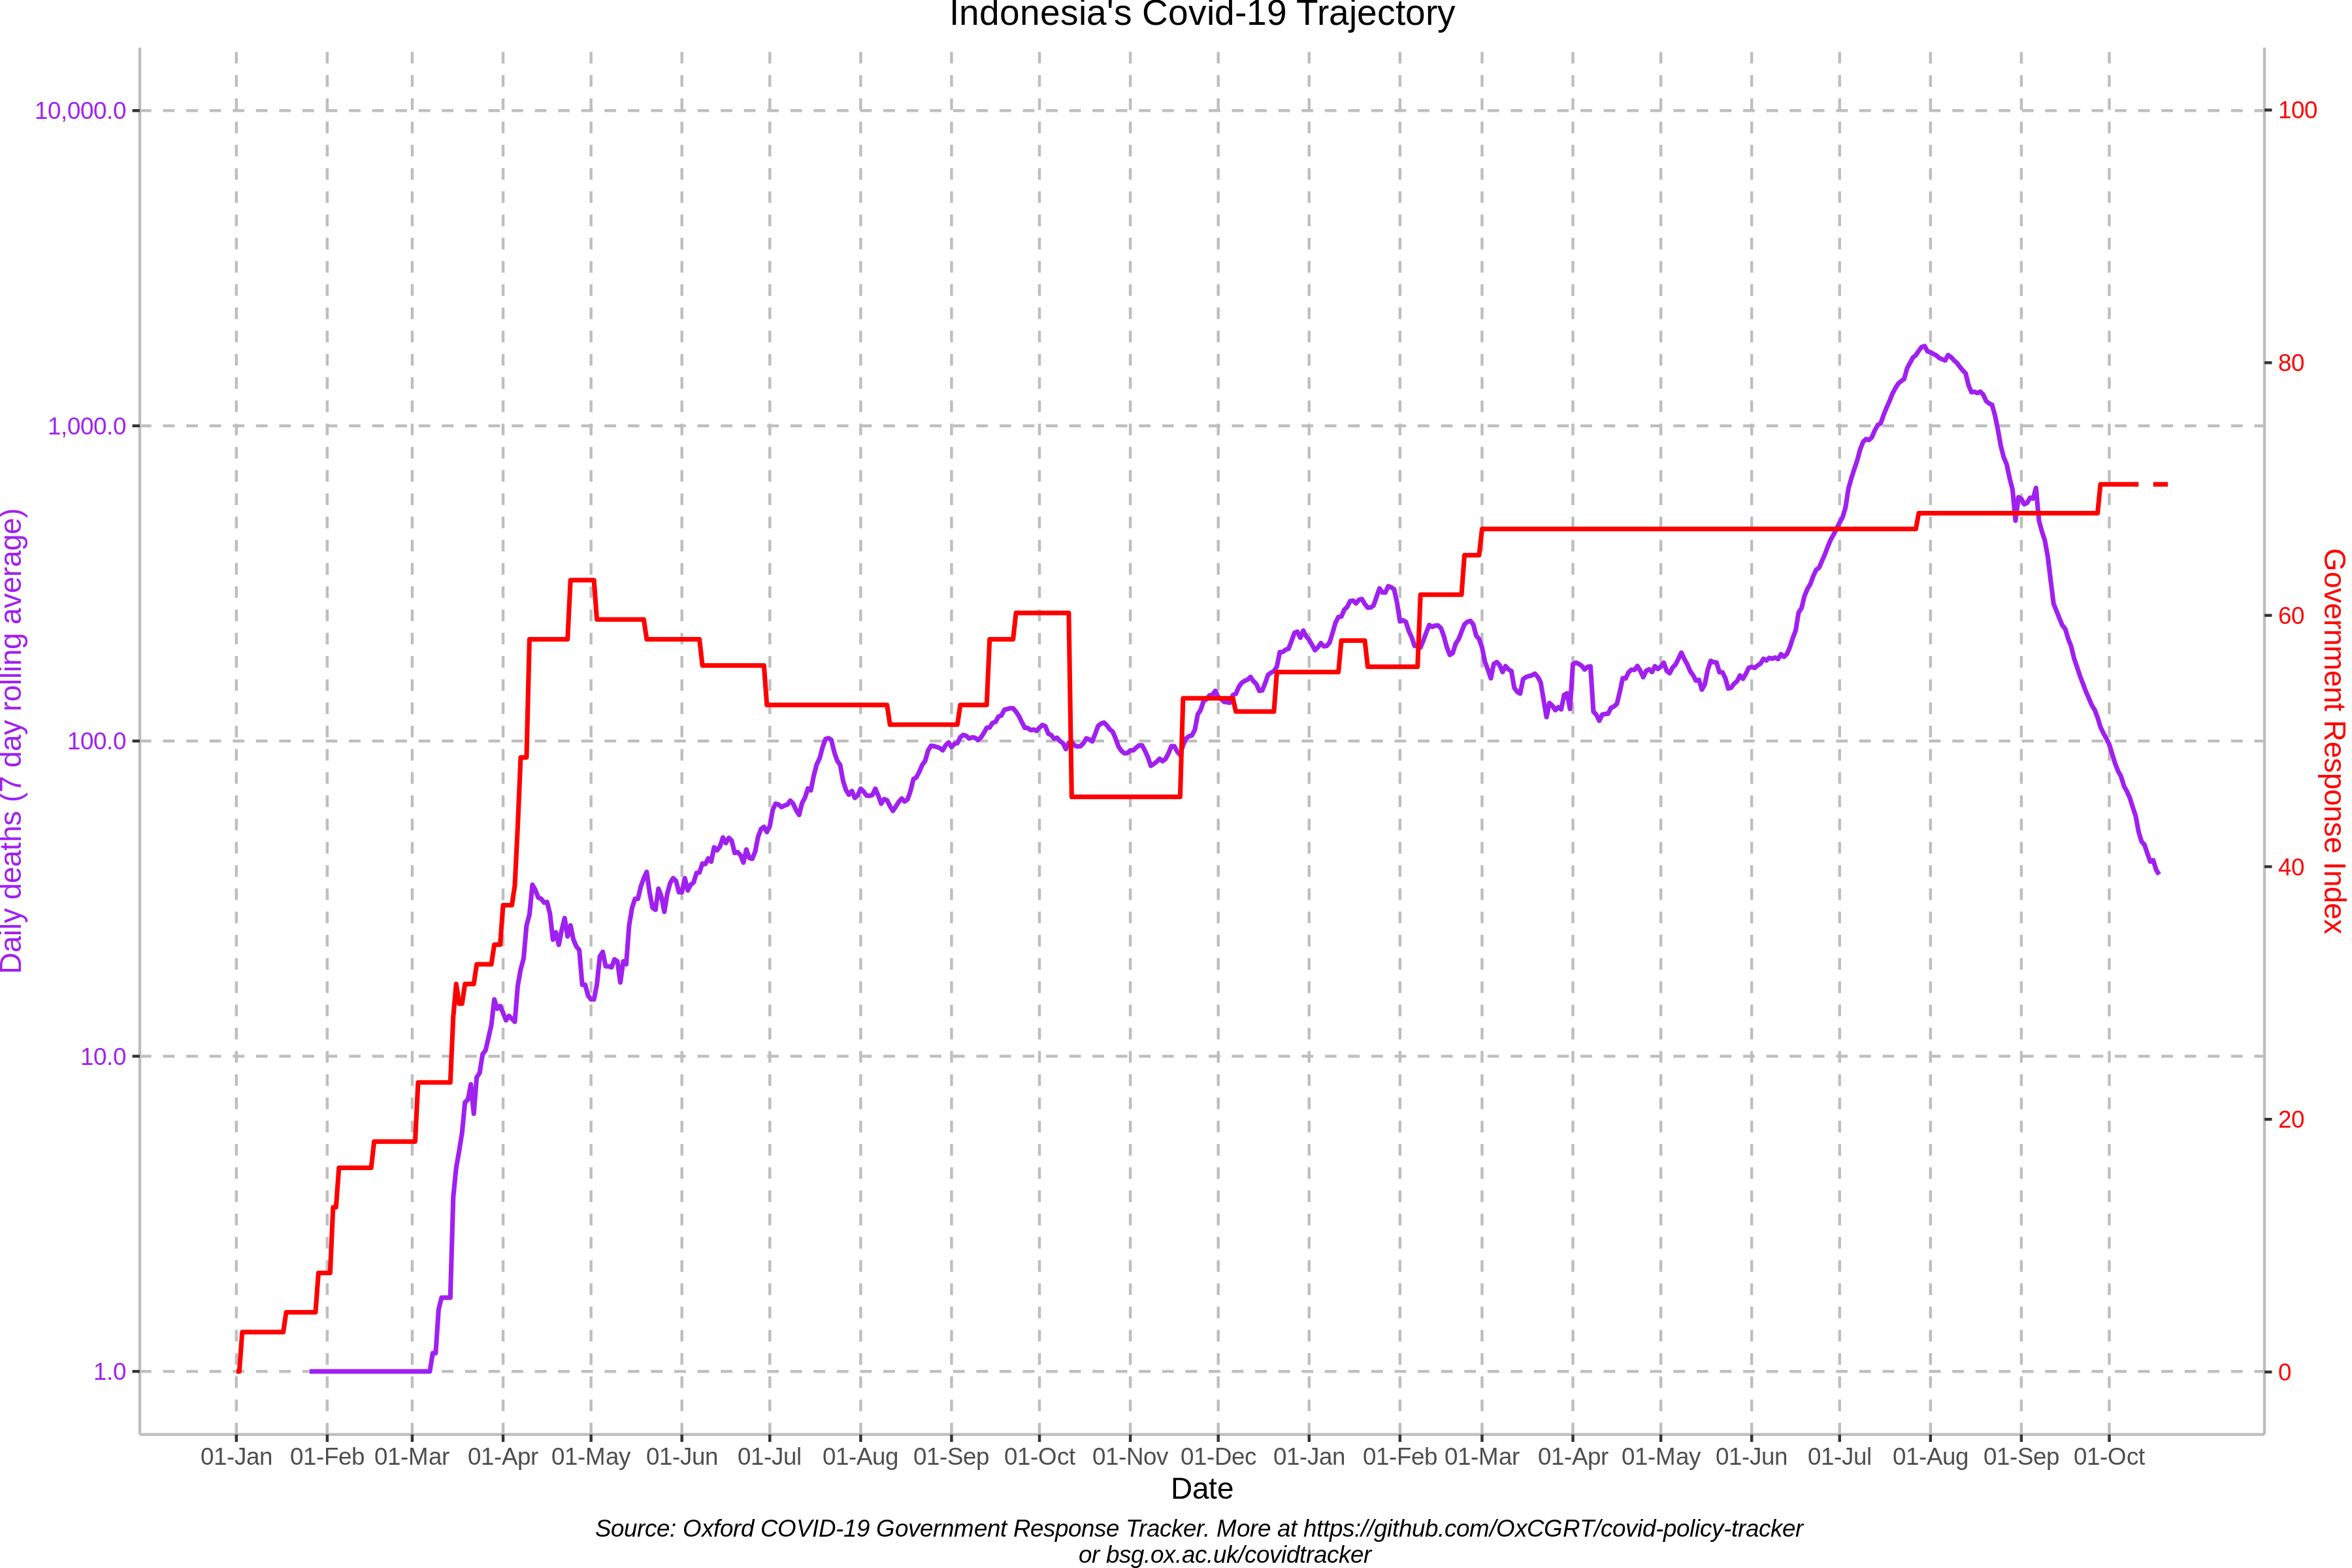 Indonesia's Covid-19 Trajectory
10,000.0
1,000.0
100.0
10.0
1.0
Daily deaths (7 day rolling average)
100
80
60
40
20
0
Government Response Index
01-Jan 01-Feb 01-Mar 01-Apr 01-May 01-Jun 01-Jul 01-Aug 01-Sep 01-Oct 01-Nov 01-Dec 01-Jan 01-Feb 01-Mar 01-Apr 01-May 01-Jun 01-Jul 01-Aug 01-Sep 01-Oct
Date
Source: Oxford COVID-19 Government Response Tracker. More at https://github.com/OxCGRT/covid-policy-tracker
or bsg.ox.ac.uk/covidtracker